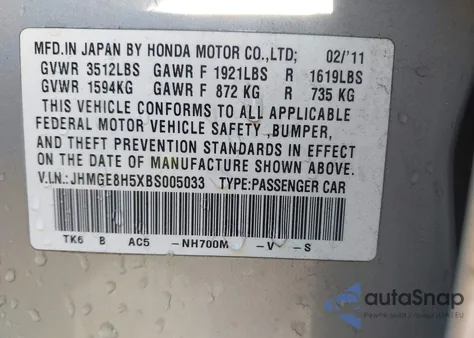 MFD.IN JAPAN BY HONDA MOTOR CO.,LTD; 02/'11
GVWR 3512LBS GAWR F 1921LBS R 1619LBS
GVWR 1594KG GAWR F 872 KG R 735 KG
THIS VEHICLE CONFORMS TO ALL APPLICABLE
FEDERAL MOTOR VEHICLE SAFETY ,BUMPER,
AND THEFT PREVENTION STANDARDS IN EFFECT
ON THE DATE OF MANUFACTURE SHOWN ABOVE.
V.I.N.:JHMGE8H5XBS005033 TYPE:PASSENGER CAR
TK6 B AC5 -NH700M -V -S
autoSnap